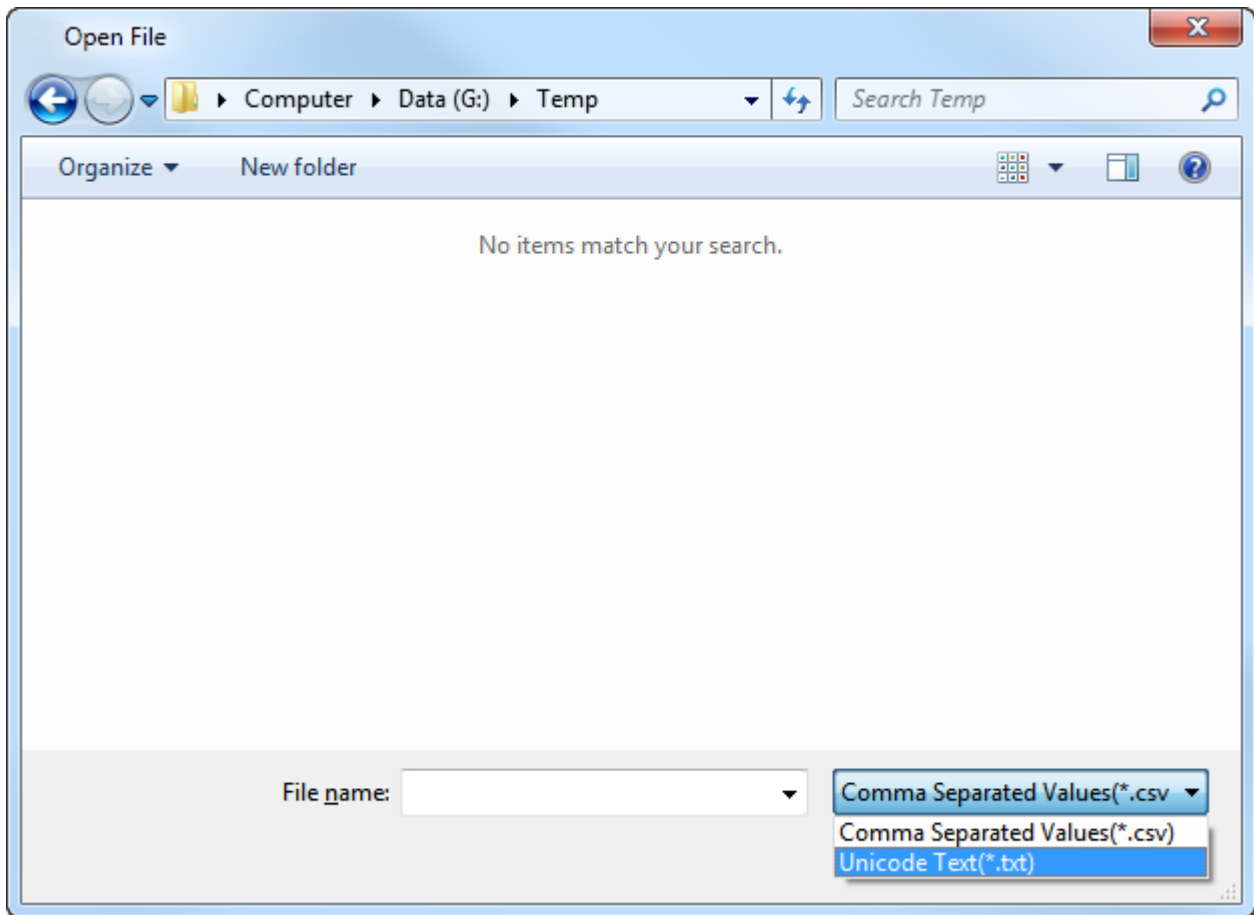 Open File
Computer Data (G:) Temp
Search Temp
Organize New folder
No items match your search.
File name:
Comma Separated Values(*.csv
Comma Separated Values(*.csv)
Unicode Text(*.txt)